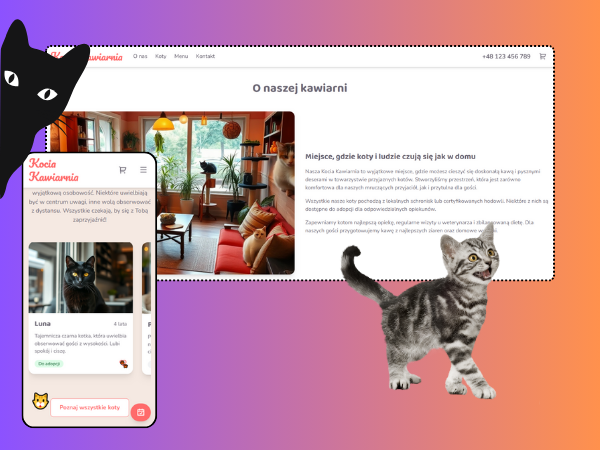 Kawiarnia
O nas Koty Menu Kontakt
+48 123 456 789
O naszej kawiarni
Miejsce, gdzie koty i ludzie czują się jak w domu
Nasza Kocia Kawiarnia to wyjątkowe miejsce, gdzie możesz cieszyć się doskonałą kawą i pysznymi
deserami w towarzystwie przyjaznych kotów. Stworzyliśmy przestrzeń, która jest zarówno
komfortowa dla naszych mruczących przyjaciół, jak i przytulna dla gości.
Wszystkie nasze koty pochodzą z lokalnych schronisk lub certyfikowanych hodowli. Niektóre z nich są
dostępne do adopcji dla odpowiedzialnych opiekunów.
Zapewniamy kotom najlepszą opiekę, regularne wizyty u weterynarza i zbilansowaną dietę. Dla
naszych gości przygotowujemy kawę z najlepszych ziaren oraz domowe
Kocia
Kawiarnia
wyjątkową osobowość. Niektóre uwielbiają
być w centrum uwagi, inne wolą obserwować
z dystansu. Wszystkie czekają, by się z Tobą
zaprzyjaźnić!
Luna
4 lata
Tajemnicza czarna kotka, która uwielbia
obserwować gości z wysokości. Lubi
spokój i ciszę.
Do adopcji
Poznaj wszystkie koty